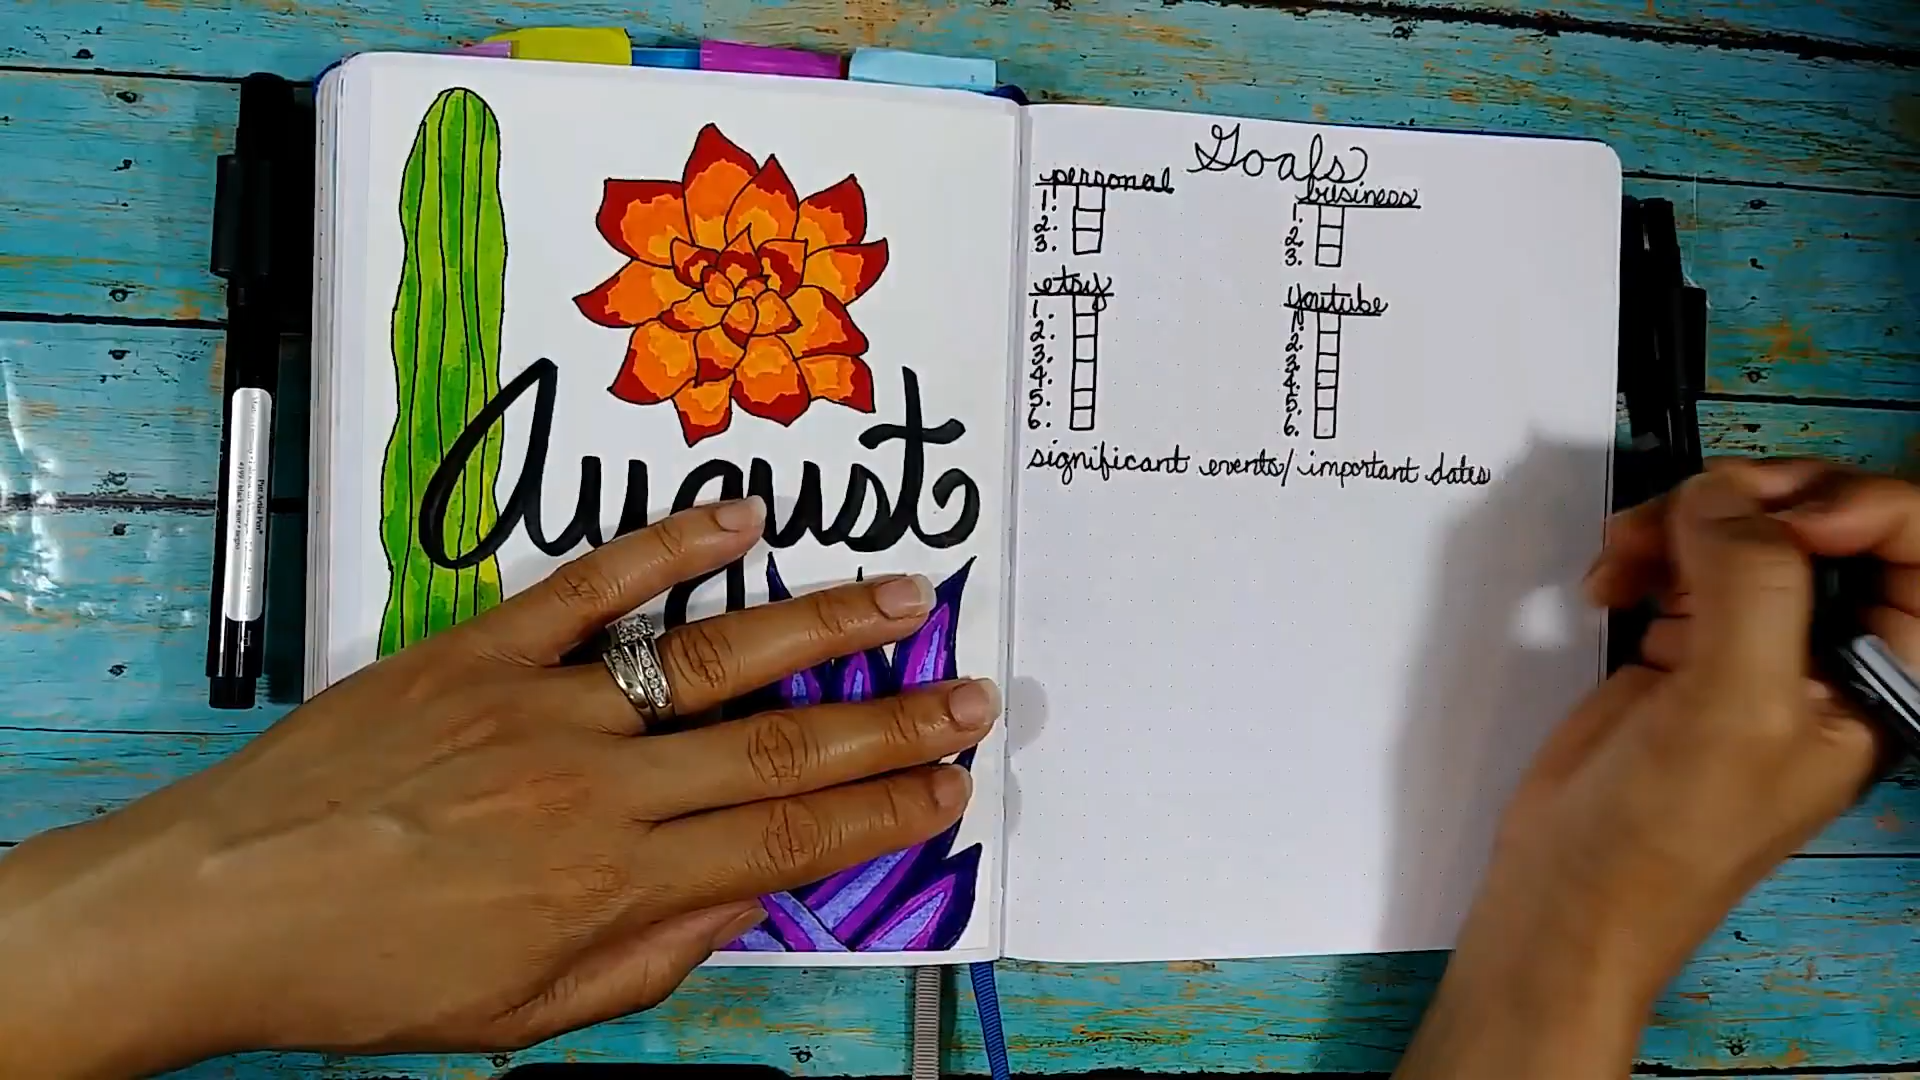 August
Goals
personal
1.
2.
3.
business
1.
2.
3.
etsy
1.
2.
3.
4.
5.
6.
youtube
1.
2.
3.
4.
5.
6.
significant events/important dates